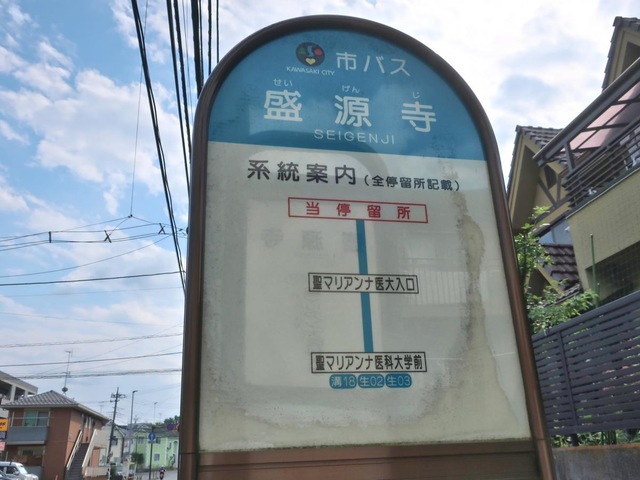 KAWASAKI CITY
市バス
せい げん じ
盛源寺
SEIGENJI
系統案内(全停留所記載)
当停留所
聖マリアンナ医大入口
聖マリアンナ医科大学前
溝18 生02 生03